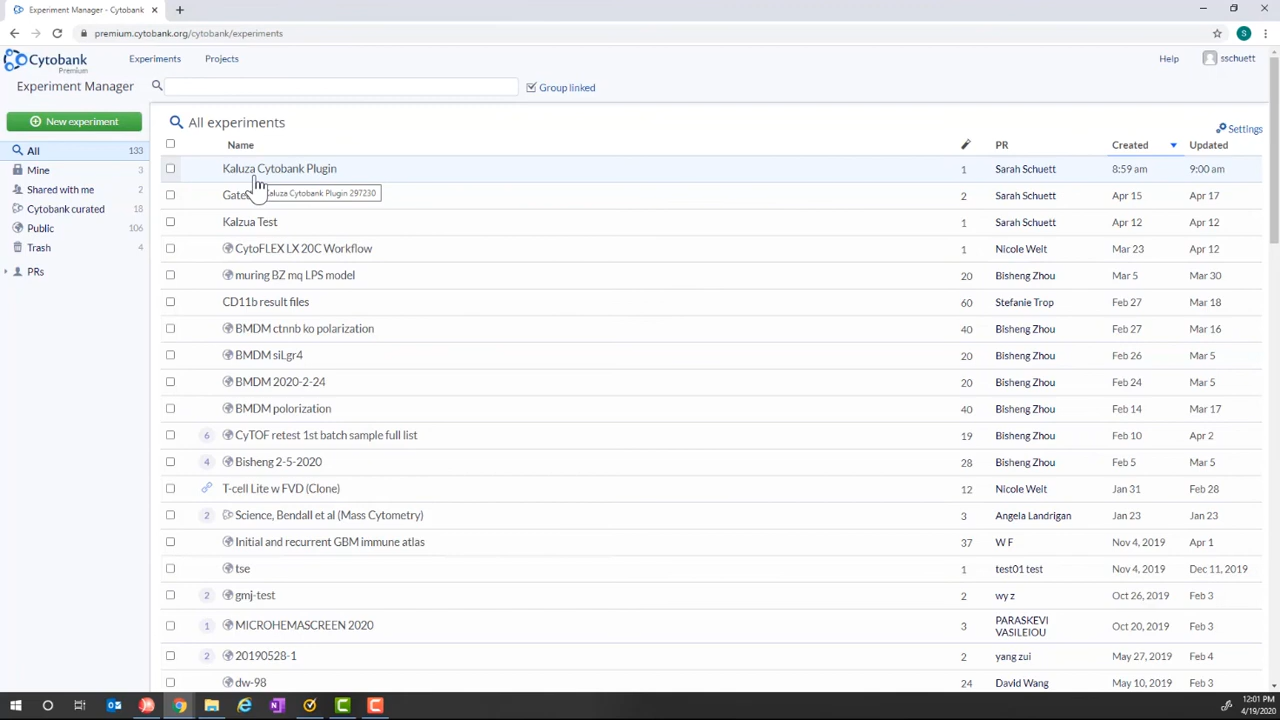 Experiment Manager - Cytobank
premium.cytobank.org/cytobank/experiments
S
Cytobank
Premium
Experiments
Projects
Help
sschuett
Experiment Manager
Group linked
New experiment
All 133
Mine 3
Shared with me 4
Cytobank curated 18
Public 106
Trash 4
PRs
All experiments
Settings
Name PR Created Updated
Kaluza Cytobank Plugin 1 Sarah Schuett 8:59 am 9:00 am
Kaluza Cytobank Plugin 297230
2 Sarah Schuett Apr 15 Apr 17
Kalzua Test 1 Sarah Schuett Apr 12 Apr 12
CytoFLEX LX 20C Workflow 1 Nicole Weit Mar 23 Apr 12
muring BZ mq LPS model 20 Bisheng Zhou Mar 5 Mar 30
CD11b result files 60 Stefanie Trop Feb 27 Mar 18
BMDM ctnnb ko polarization 40 Bisheng Zhou Feb 27 Mar 16
BMDM siLgr4 20 Bisheng Zhou Feb 26 Mar 5
BMDM 2020-2-24 20 Bisheng Zhou Feb 24 Mar 5
BMDM polorization 40 Bisheng Zhou Feb 14 Mar 17
6 CyTOF retest 1st batch sample full list 19 Bisheng Zhou Feb 10 Apr 2
4 Bisheng 2-5-2020 28 Bisheng Zhou Feb 5 Mar 5
T-cell Lite w FVD (Clone) 12 Nicole Weit Jan 31 Feb 28
2 Science, Bendall et al (Mass Cytometry) 3 Angela Landrigan Jan 23 Jan 23
Initial and recurrent GBM immune atlas 37 W F Nov 4, 2019 Apr 1
tse 1 test01 test Nov 4, 2019 Dec 11, 2019
2 gmj-test 2 wy z Oct 26, 2019 Feb 3
1 MICROHEMASCREEN 2020 3 PARASKEVI VASILEIOU Oct 20, 2019 Feb 3
2 20190528-1 2 yang zui May 27, 2019 Feb 4
dw-98 24 David Wang May 10, 2019 Feb 3
12:01 PM
4/19/2020